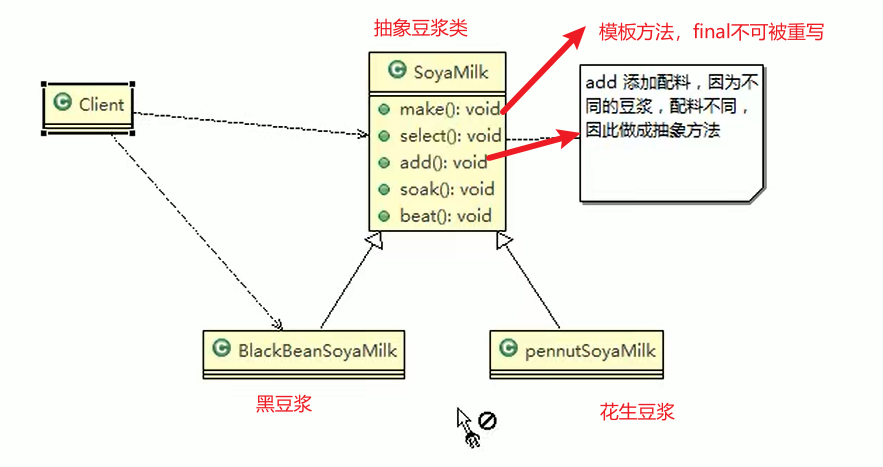 抽象豆浆类
模板方法，final不可被重写
C SoyaMilk
make(): void
select(): void
add(): void
soak(): void
beat(): void
C Client
add 添加配料，因为不
同的豆浆，配料不同，
因此做成抽象方法
C BlackBeanSoyaMilk
C pennutSoyaMilk
黑豆浆
花生豆浆